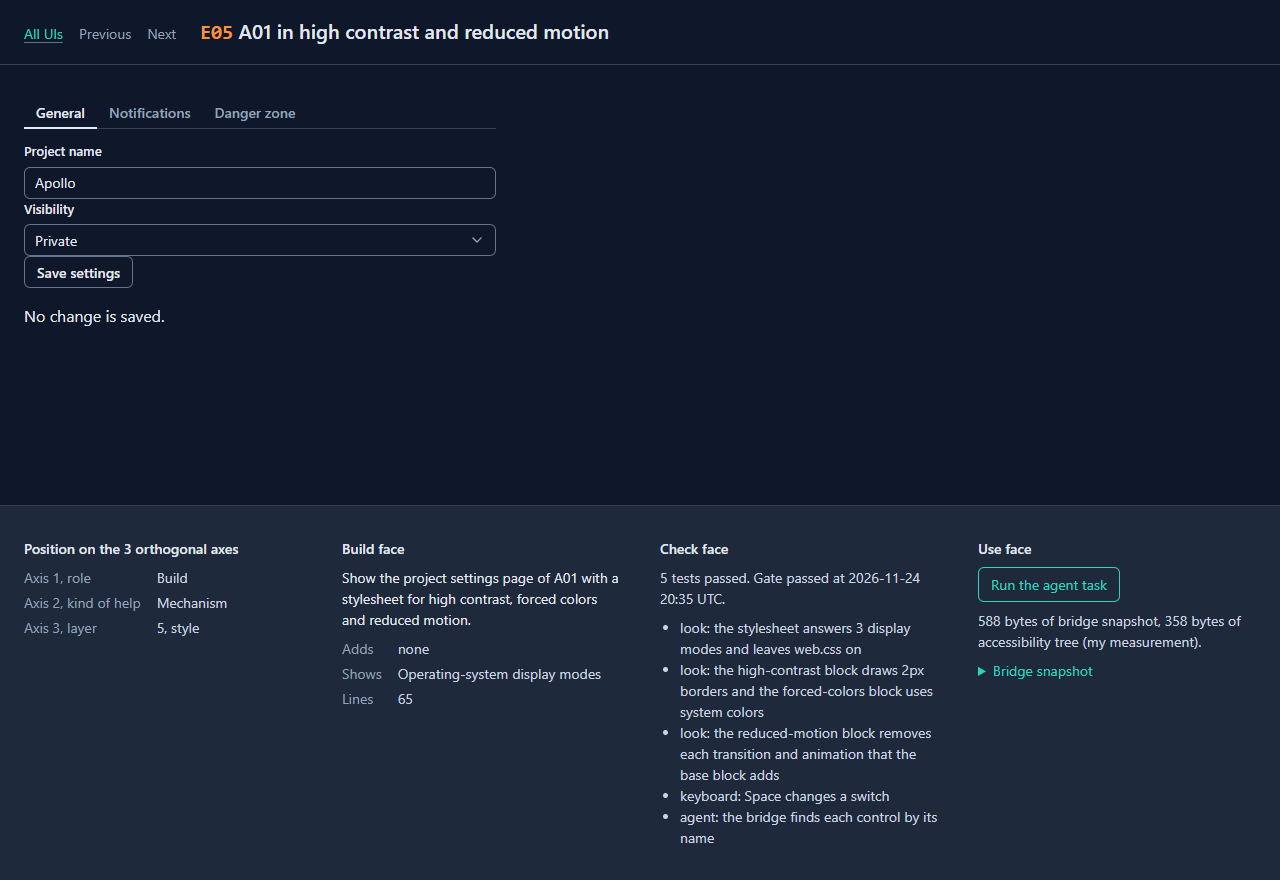 All UIs Previous Next E05 A01 in high contrast and reduced motion
General Notifications Danger zone
Project name
Apollo
Visibility
Private
Save settings
No change is saved.
Position on the 3 orthogonal axes
Axis 1, role Build
Axis 2, kind of help Mechanism
Axis 3, layer 5, style
Build face
Show the project settings page of A01 with a
stylesheet for high contrast, forced colors
and reduced motion.
Adds none
Shows Operating-system display modes
Lines 65
Check face
5 tests passed. Gate passed at 2026-11-24
20:35 UTC.
• look: the stylesheet answers 3 display
modes and leaves web.css on
• look: the high-contrast block draws 2px
borders and the forced-colors block uses
system colors
• look: the reduced-motion block removes
each transition and animation that the
base block adds
• keyboard: Space changes a switch
• agent: the bridge finds each control by its
name
Use face
Run the agent task
588 bytes of bridge snapshot, 358 bytes of
accessibility tree (my measurement).
▶ Bridge snapshot